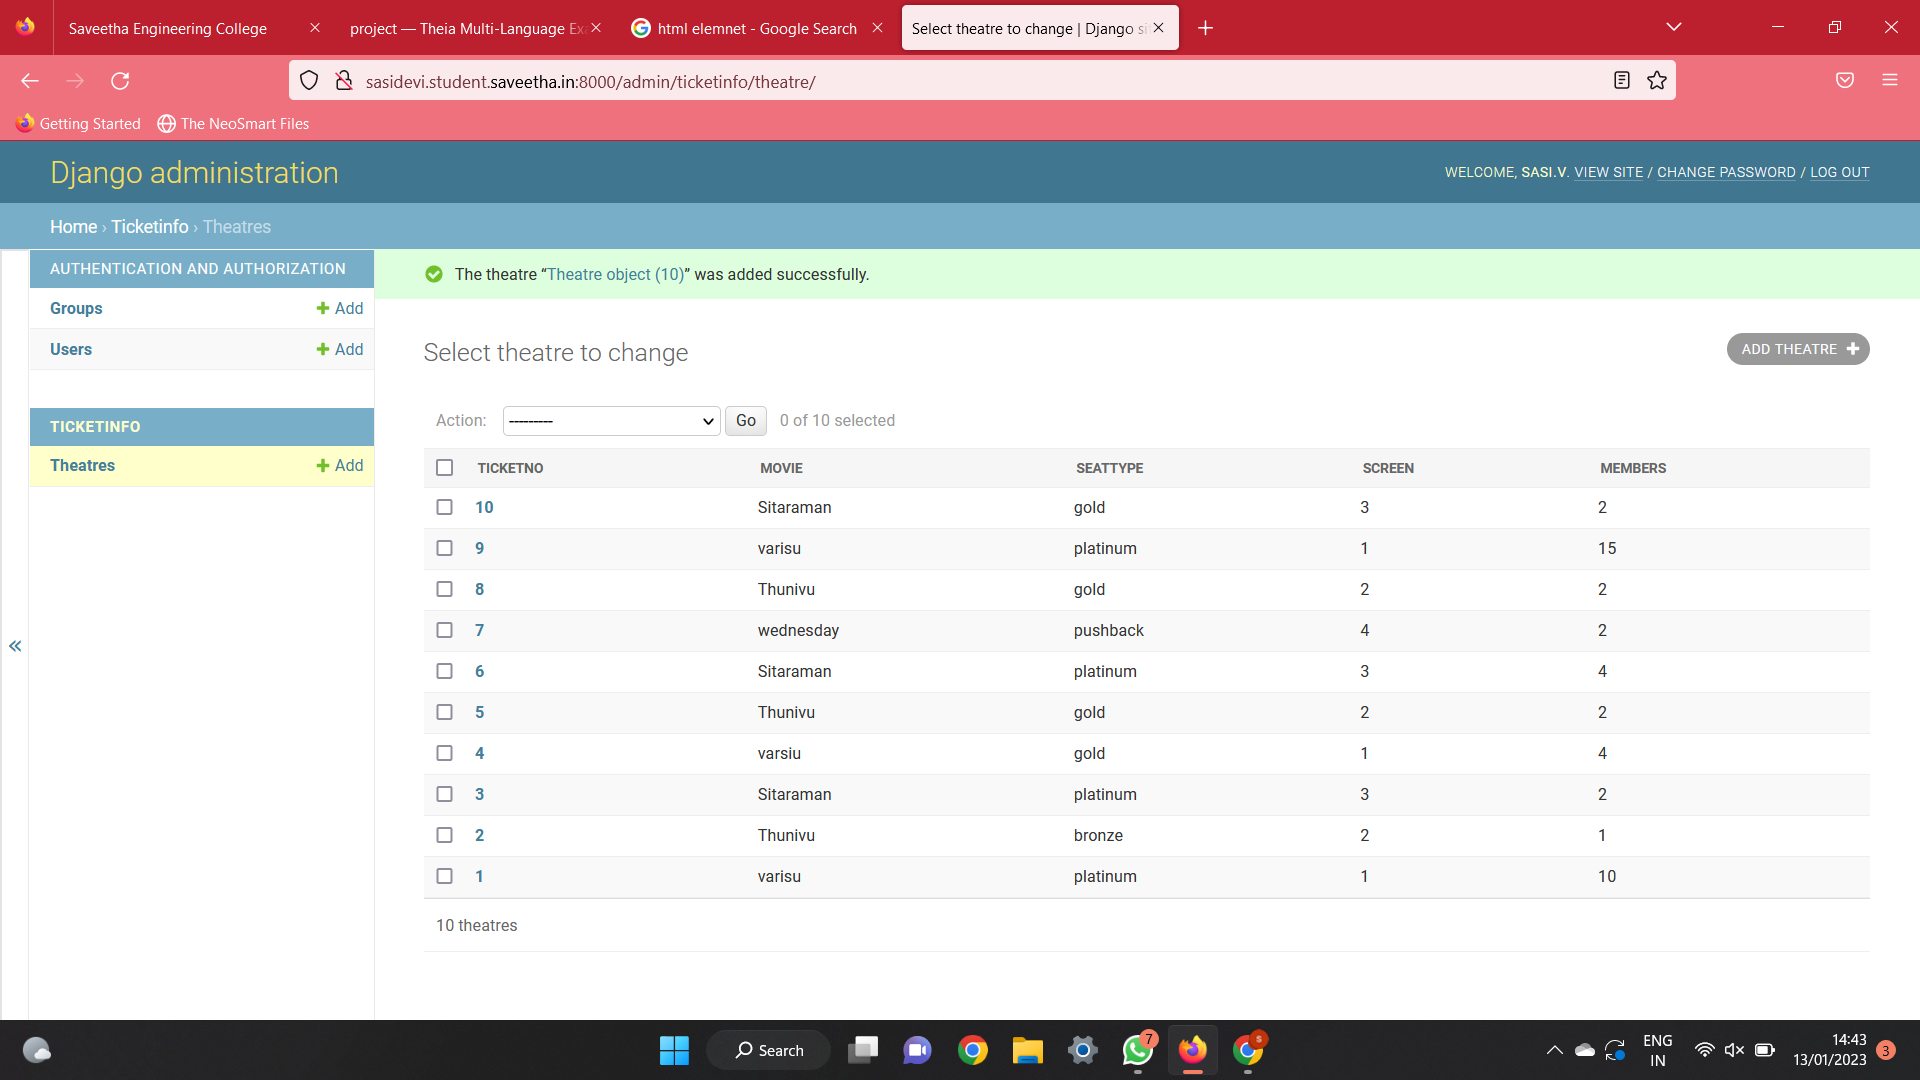 Saveetha Engineering College
project — Theia Multi-Language Ex
html elemnet - Google Search
Select theatre to change | Django si
sasidevi.student.saveetha.in:8000/admin/ticketinfo/theatre/
Getting Started The NeoSmart Files
Django administration
WELCOME, SASI.V. VIEW SITE / CHANGE PASSWORD / LOG OUT
Home › Ticketinfo › Theatres
AUTHENTICATION AND AUTHORIZATION
Groups + Add
Users + Add
TICKETINFO
Theatres + Add
«
The theatre “Theatre object (10)” was added successfully.
Select theatre to change
ADD THEATRE +
Action: --------- Go 0 of 10 selected
TICKETNO MOVIE SEATTYPE SCREEN MEMBERS
10 Sitaraman gold 3 2
9 varisu platinum 1 15
8 Thunivu gold 2 2
7 wednesday pushback 4 2
6 Sitaraman platinum 3 4
5 Thunivu gold 2 2
4 varsiu gold 1 4
3 Sitaraman platinum 3 2
2 Thunivu bronze 2 1
1 varisu platinum 1 10
10 theatres
Search
7
S
ENG
IN
14:43
13/01/2023
3